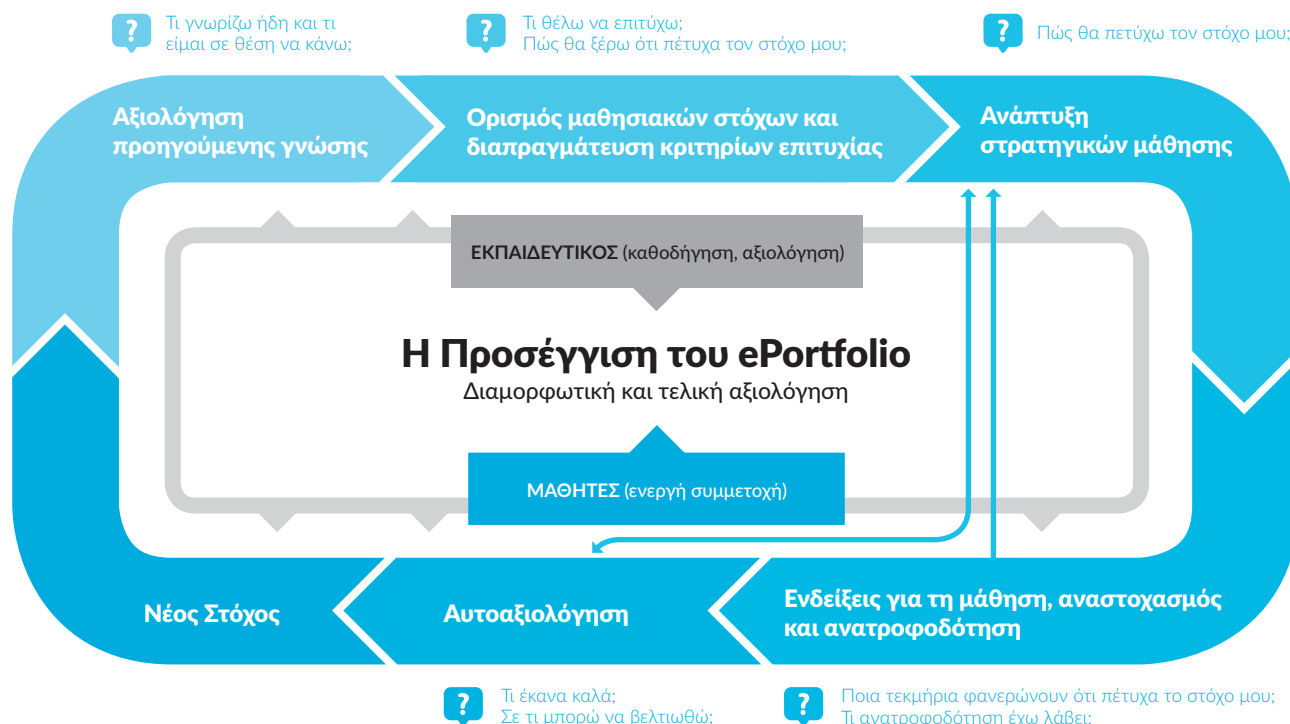 Τι γνωρίζω ήδη και τι
είμαι σε θέση να κάνω;
Τι θέλω να επιτύχω;
Πώς θα ξέρω ότι πέτυχα τον στόχο μου;
Πώς θα πετύχω τον στόχο μου;
Αξιολόγηση
προηγούμενης γνώσης
Ορισμός μαθησιακών στόχων και
διαπραγμάτευση κριτηρίων επιτυχίας
Ανάπτυξη
στρατηγικών μάθησης
ΕΚΠΑΙΔΕΥΤΙΚΟΣ (καθοδήγηση, αξιολόγηση)
Η Προσέγγιση του ePortfolio
Διαμορφωτική και τελική αξιολόγηση
ΜΑΘΗΤΕΣ (ενεργή συμμετοχή)
Νέος Στόχος
Αυτοαξιολόγηση
Ενδείξεις για τη μάθηση, αναστοχασμός
και ανατροφοδότηση
Τι έκανα καλά;
Σε τι μπορώ να βελτιωθώ;
Ποια τεκμήρια φανερώνουν ότι πέτυχα το στόχο μου;
Τι ανατροφοδότηση έχω λάβει;